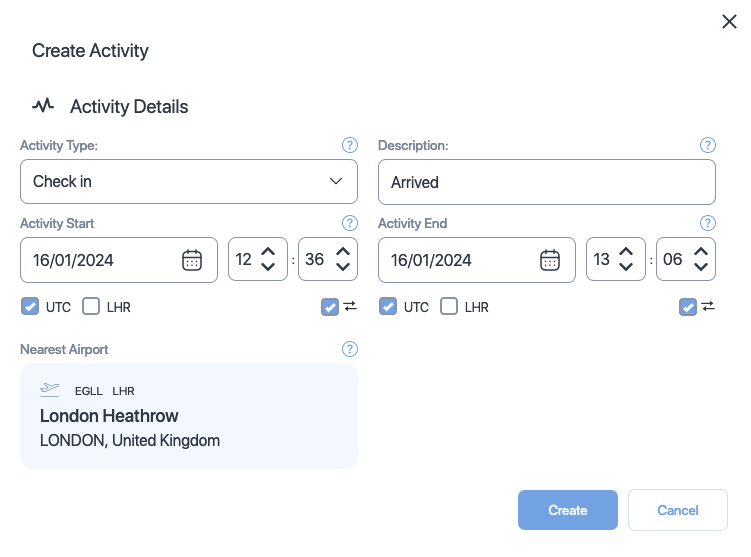 Create Activity
Activity Details
Activity Type:
?
Description:
?
Check in
Arrived
Activity Start
?
Activity End
?
16/01/2024
12
:
36
16/01/2024
13
:
06
UTC
LHR
UTC
LHR
Nearest Airport
?
EGLL LHR
London Heathrow
LONDON, United Kingdom
Create
Cancel